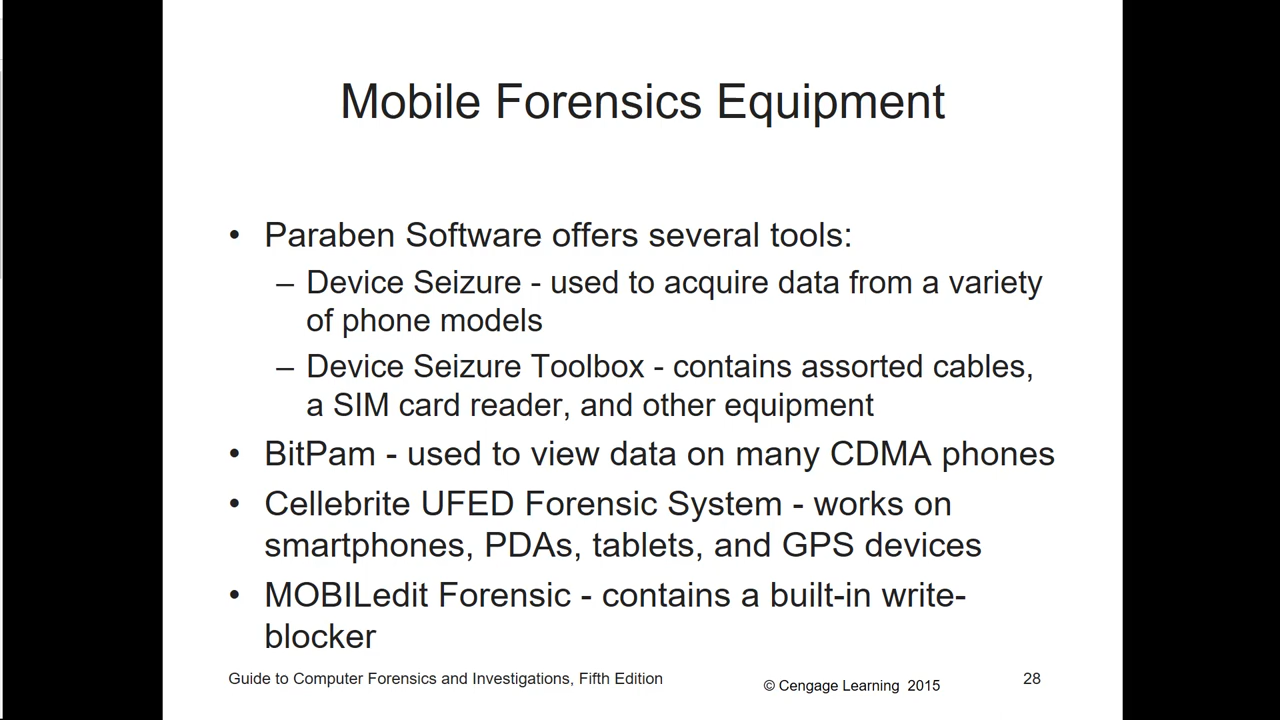 Mobile Forensics Equipment
• Paraben Software offers several tools:
– Device Seizure - used to acquire data from a variety
of phone models
– Device Seizure Toolbox - contains assorted cables,
a SIM card reader, and other equipment
• BitPam - used to view data on many CDMA phones
• Cellebrite UFED Forensic System - works on
smartphones, PDAs, tablets, and GPS devices
• MOBILedit Forensic - contains a built-in write-
blocker
Guide to Computer Forensics and Investigations, Fifth Edition
© Cengage Learning 2015
28